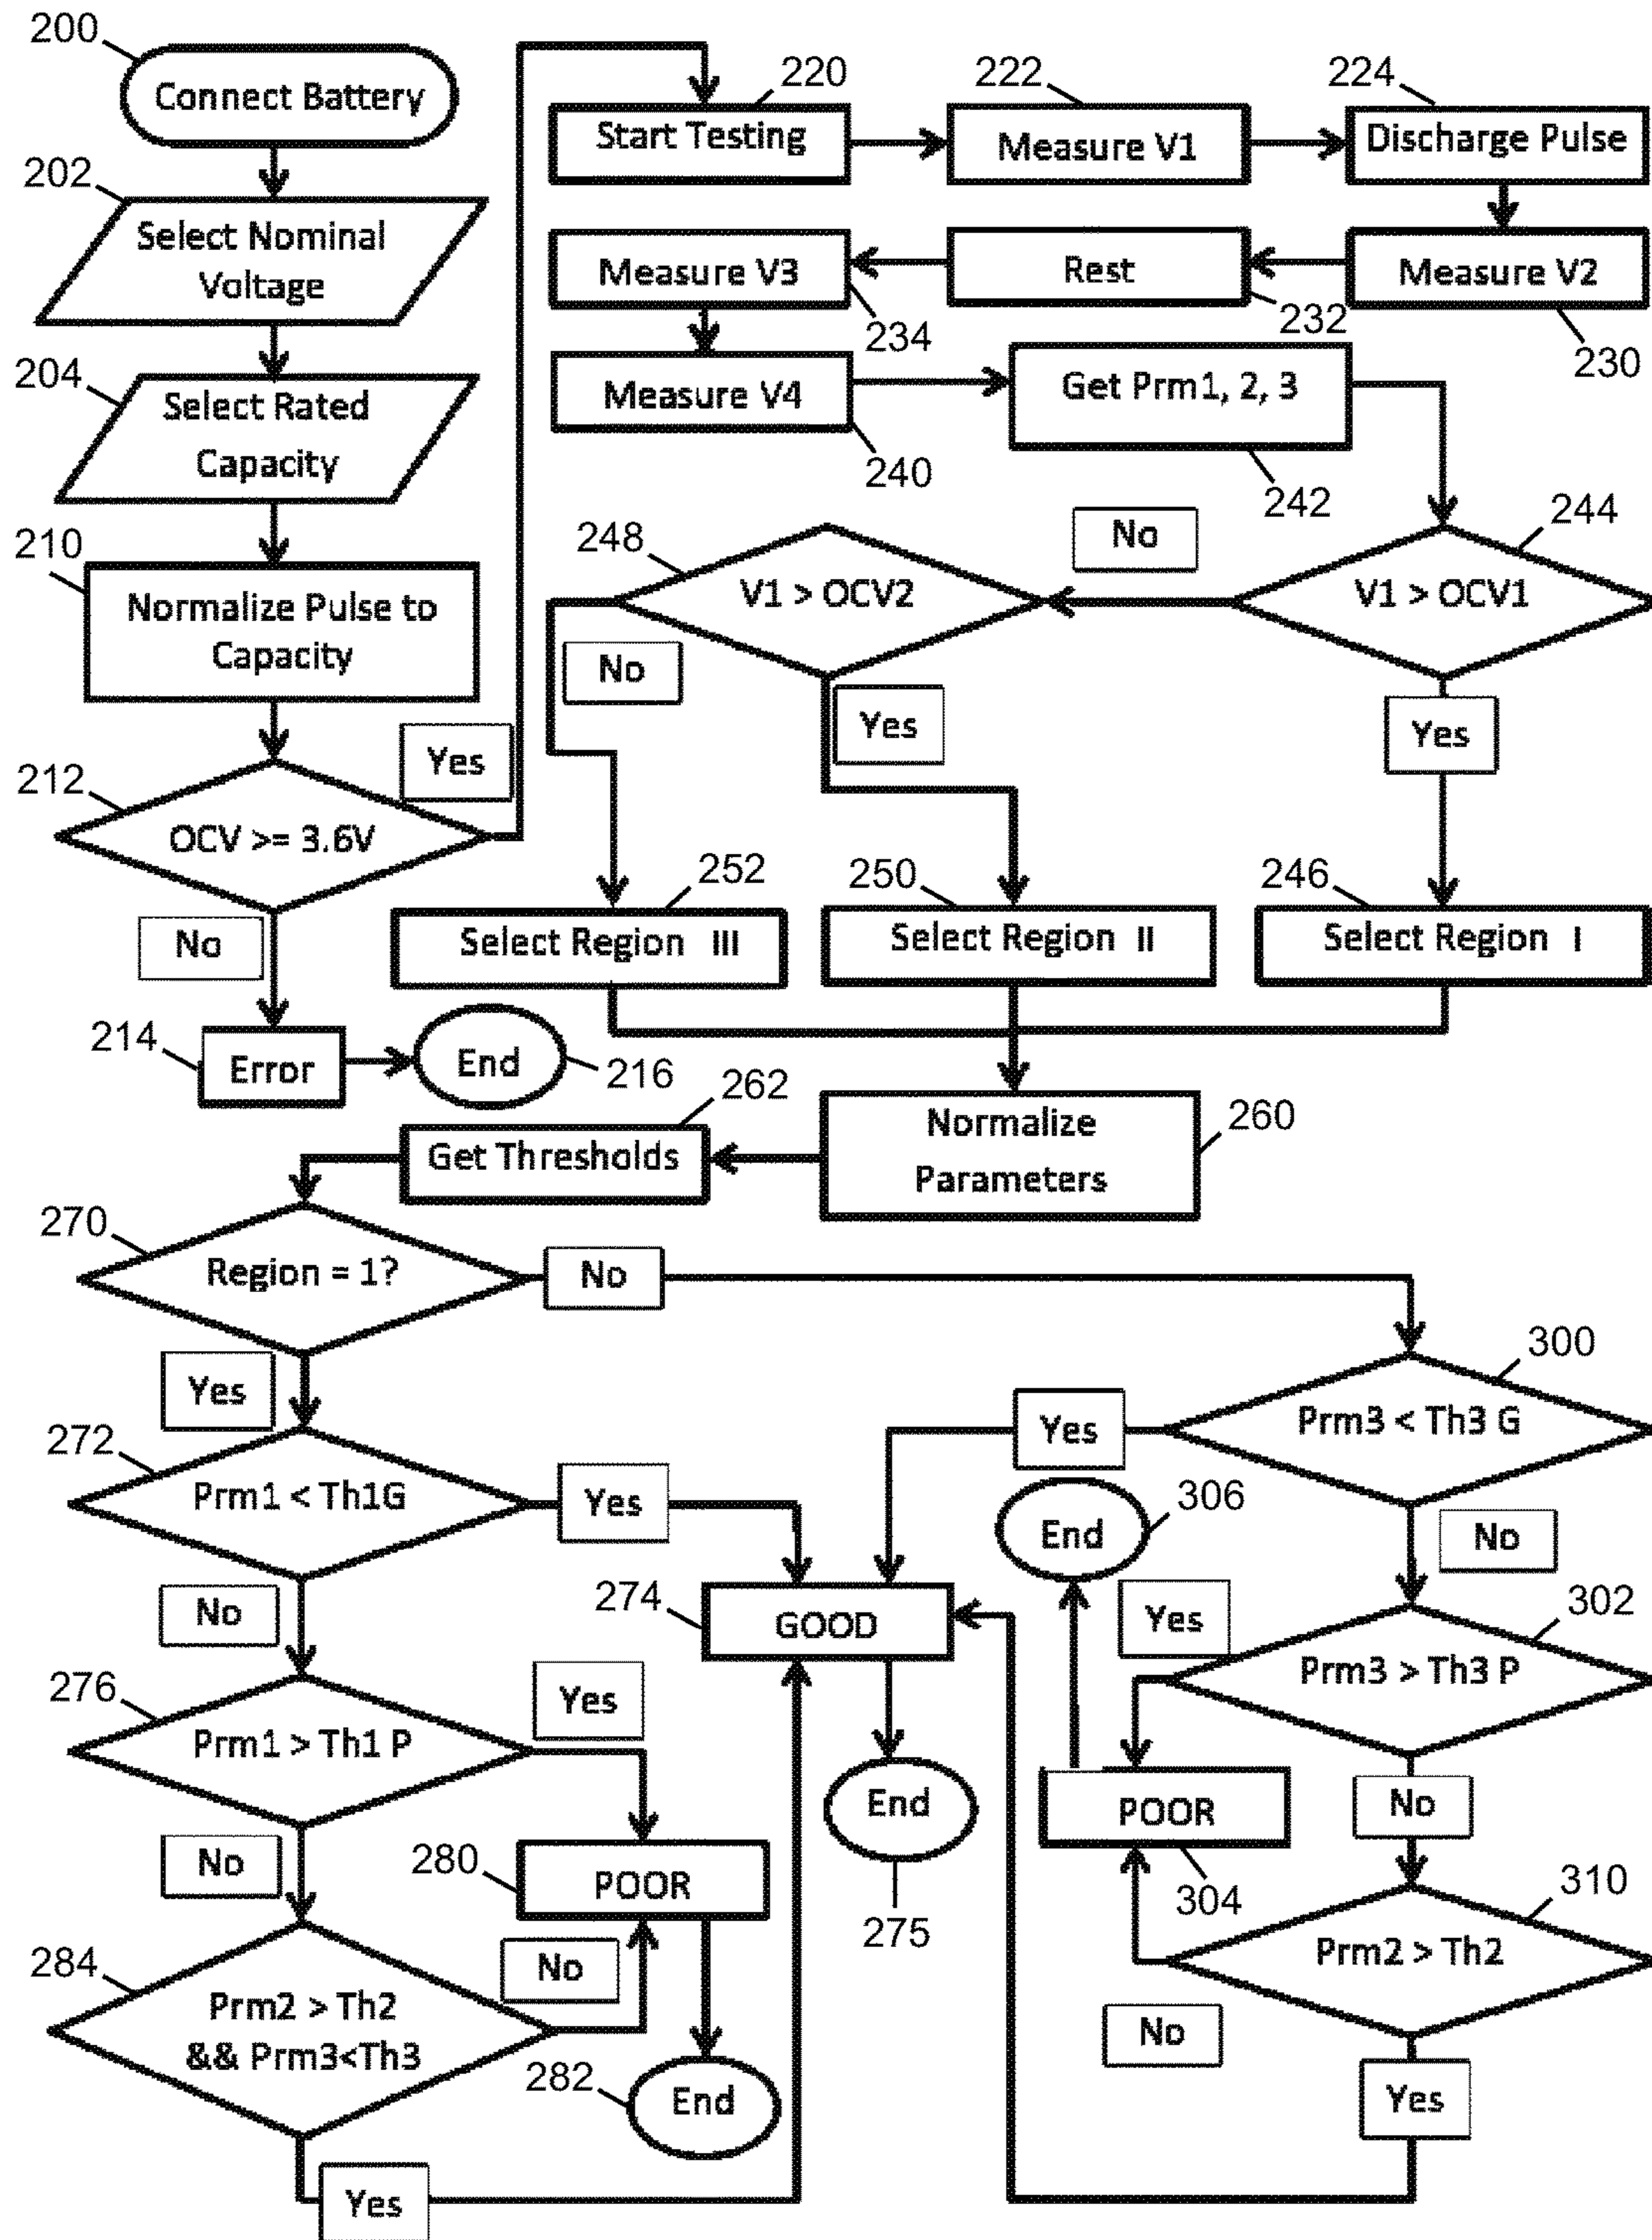 200
Connect Battery
202
Select Nominal
Voltage
204
Select Rated
Capacity
210
Normalize Pulse to
Capacity
212
OCV >= 3.6V
Yes
No
214
Error
End
216
220
Start Testing
222
Measure V1
224
Discharge Pulse
Measure V2
230
Rest
232
Measure V3
234
Measure V4
240
Get Prm1, 2, 3
242
244
V1 > OCV1
No
Yes
248
V1 > OCV2
No
Yes
252
Select Region III
250
Select Region II
246
Select Region I
260
Normalize
Parameters
262
Get Thresholds
270
Region = 1?
No
Yes
272
Prm1 < Th1G
Yes
No
274
GOOD
End
275
276
Prm1 > Th1 P
Yes
No
280
POOR
End
282
284
Prm2 > Th2
&& Prm3<Th3
No
Yes
300
Prm3 < Th3 G
Yes
No
302
Prm3 > Th3 P
Yes
No
POOR
304
End
306
310
Prm2 > Th2
No
Yes